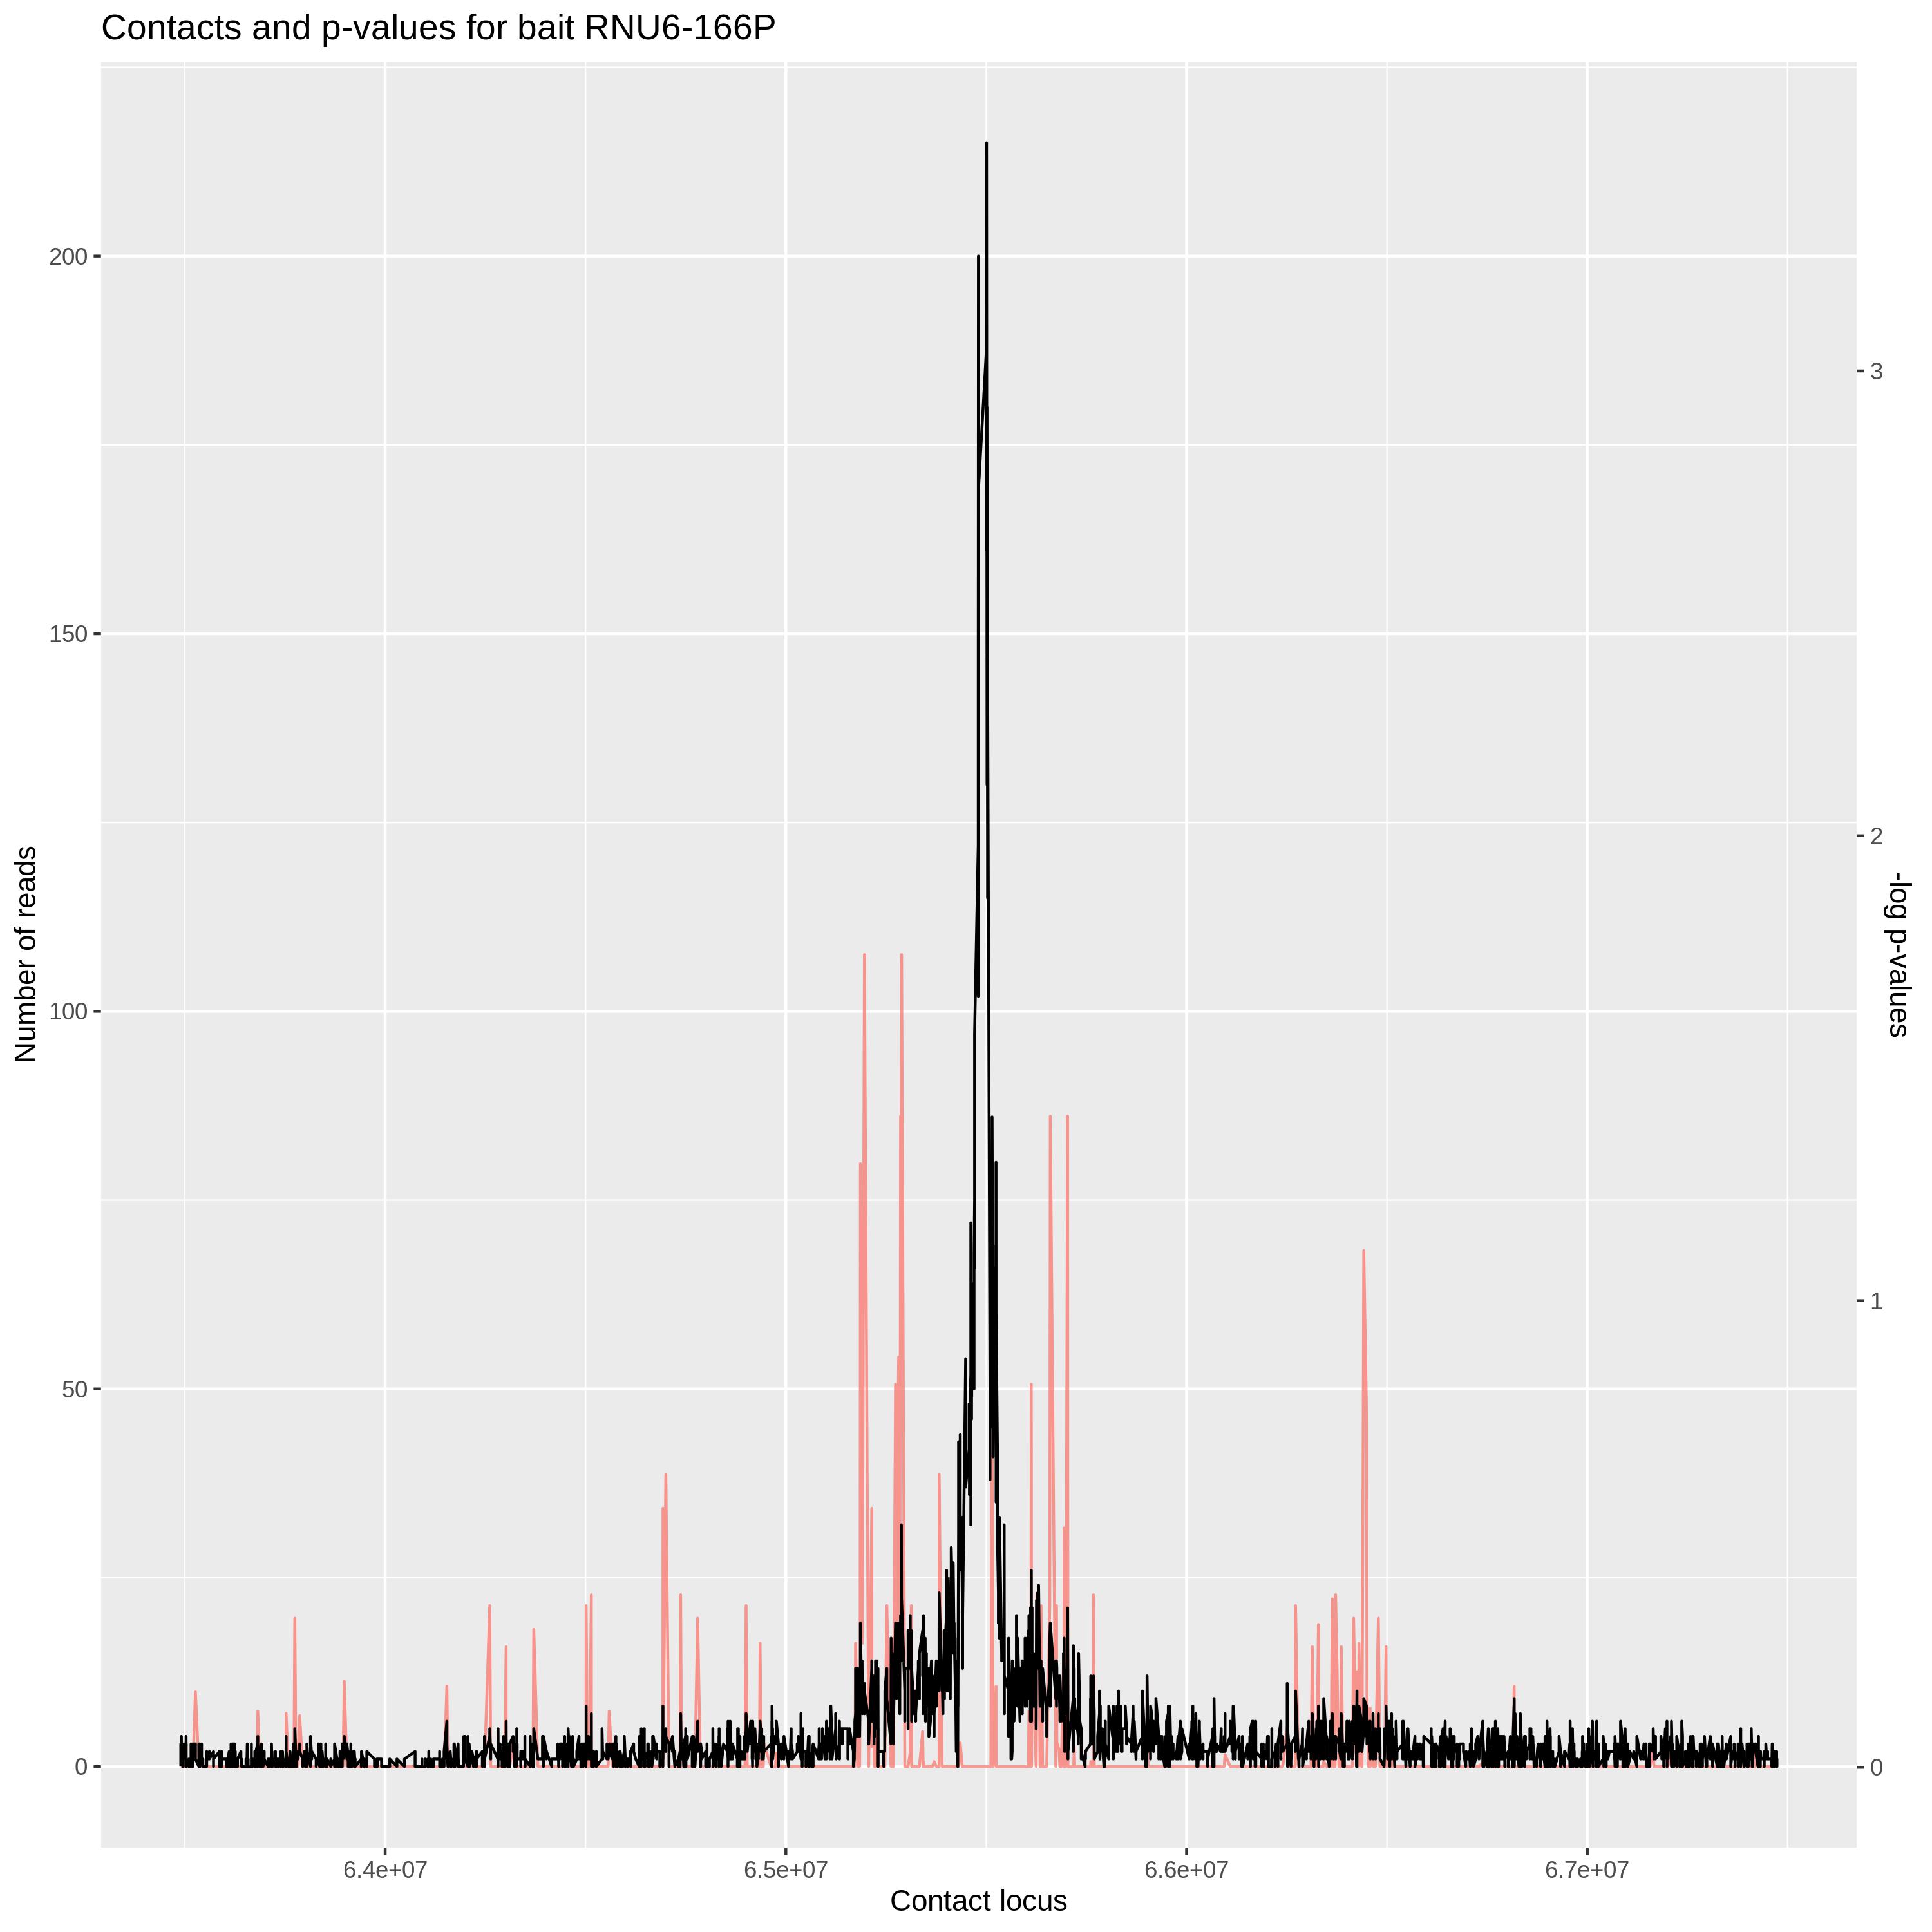 Contacts and p-values for bait RNU6-166P
200
150
100
50
0
Number of reads
3
2
1
0
-log p-values
6.4e+07
6.5e+07
6.6e+07
6.7e+07
Contact locus